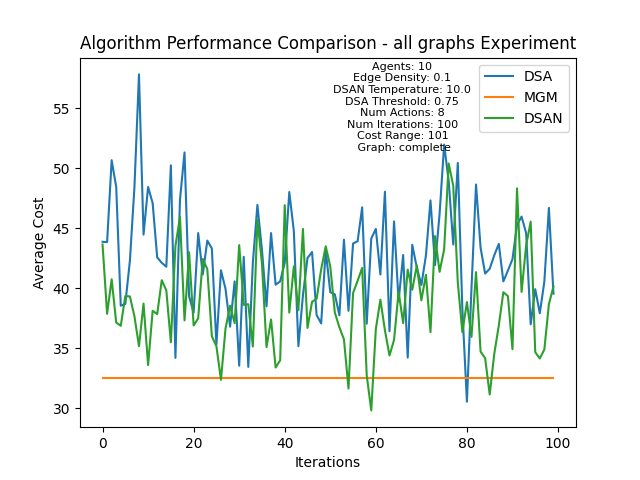 Algorithm Performance Comparison - all graphs Experiment
Agents: 10
Edge Density: 0.1
DSAN Temperature: 10.0
DSA Threshold: 0.75
Num Actions: 8
Num Iterations: 100
Cost Range: 101
Graph: complete
DSA
MGM
DSAN
Average Cost
55
50
45
40
35
30
0
20
40
60
80
100
Iterations